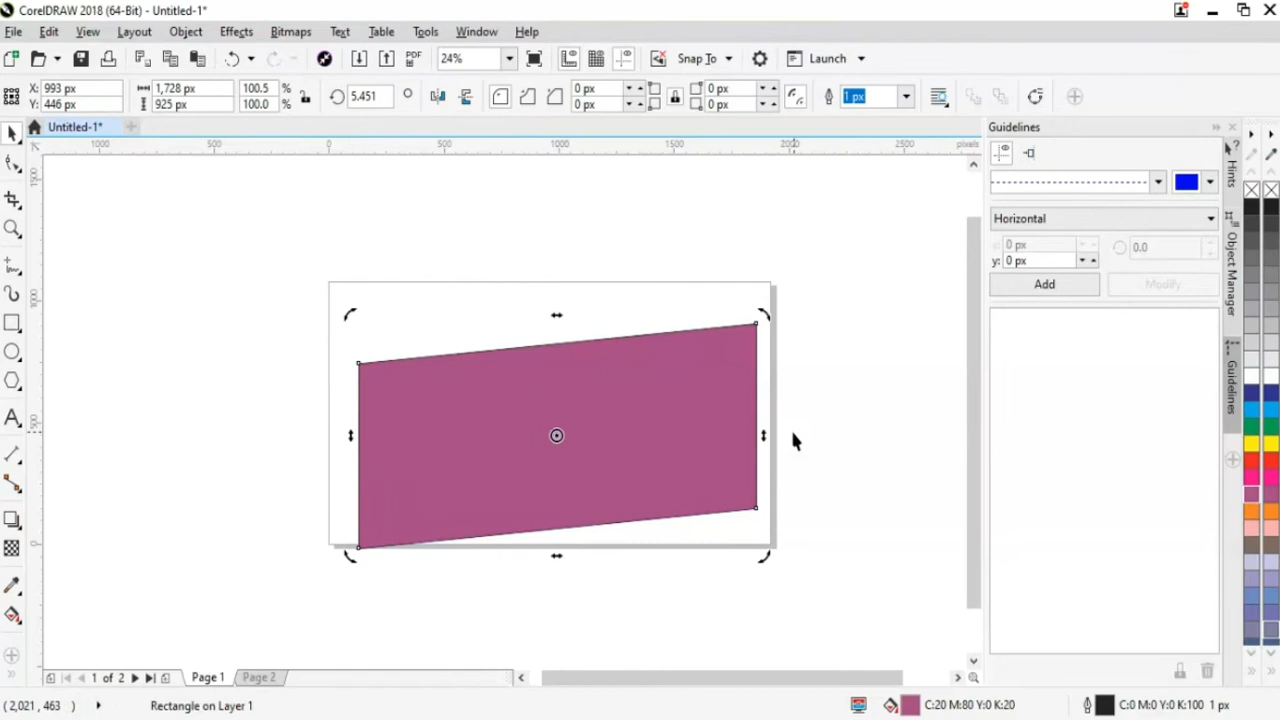 CorelDRAW 2018 (64-Bit) - Untitled-1*
File Edit View Layout Object Effects Bitmaps Text Table Tools Window Help
PDF 24% Snap To Launch
X: 993 px 1,728 px 100.5 % 5.451 0 px 0 px 1 px
Y: 446 px 925 px 100.0 % 0 px 0 px
Untitled-1* Guidelines
1000 500 0 500 1000 1500 2000 2500 pixels
1500
1000
500
0
Horizontal
x: 0 px 0.0
y: 0 px
Add Modify
Hints
Object Manager
Guidelines
1 of 2 Page 1 Page 2
( 2,021 , 463 ) Rectangle on Layer 1 C:20 M:80 Y:0 K:20 C:0 M:0 Y:0 K:100 1 px